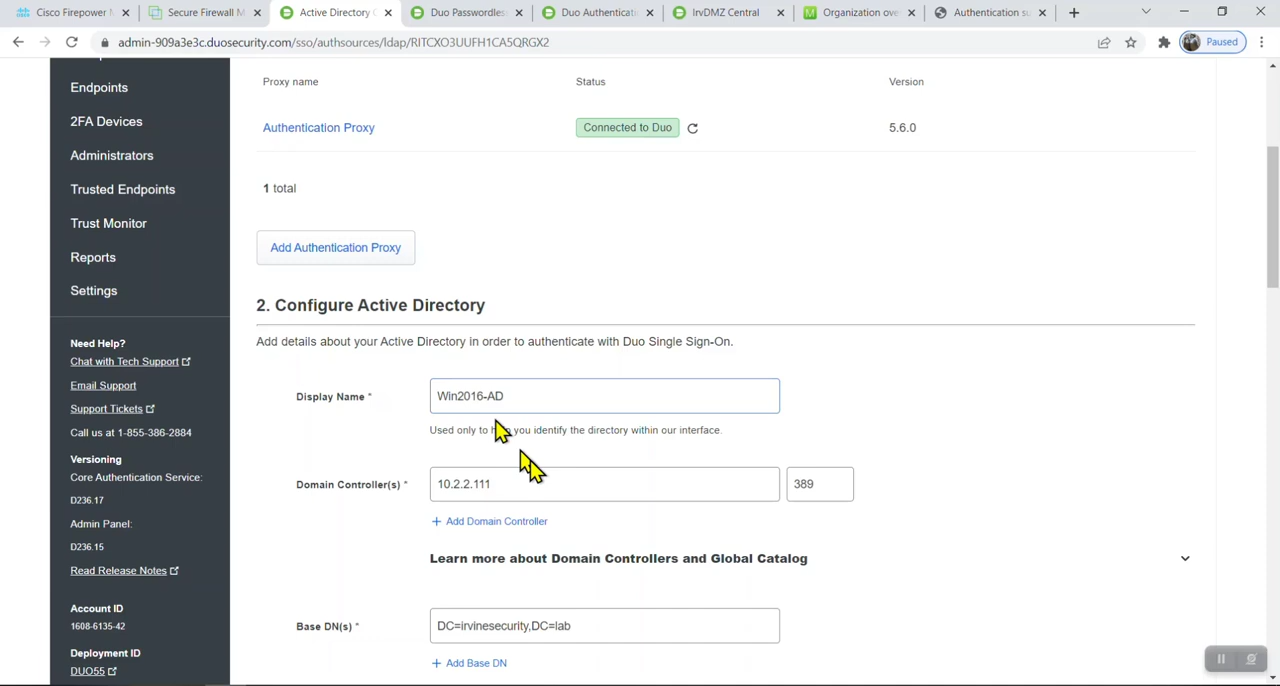 Cisco Firepower M
Secure Firewall M
Active Directory C
Duo Passwordles
Duo Authenticati
IrvDMZ Central
Organization ove
Authentication su
admin-909a3e3c.duosecurity.com/sso/authsources/ldap/RITCXO3UUFH1CA5QRGX2
Paused
Endpoints
2FA Devices
Administrators
Trusted Endpoints
Trust Monitor
Reports
Settings
Need Help?
Chat with Tech Support
Email Support
Support Tickets
Call us at 1-855-386-2884
Versioning
Core Authentication Service:
D236.17
Admin Panel:
D236.15
Read Release Notes
Account ID
1608-6135-42
Deployment ID
DUO55
Proxy name Status Version
Authentication Proxy Connected to Duo 5.6.0
1 total
Add Authentication Proxy
2. Configure Active Directory
Add details about your Active Directory in order to authenticate with Duo Single Sign-On.
Display Name * Win2016-AD
Used only to help you identify the directory within our interface.
Domain Controller(s) * 10.2.2.111 389
+ Add Domain Controller
Learn more about Domain Controllers and Global Catalog
Base DN(s) * DC=irvinesecurity,DC=lab
+ Add Base DN